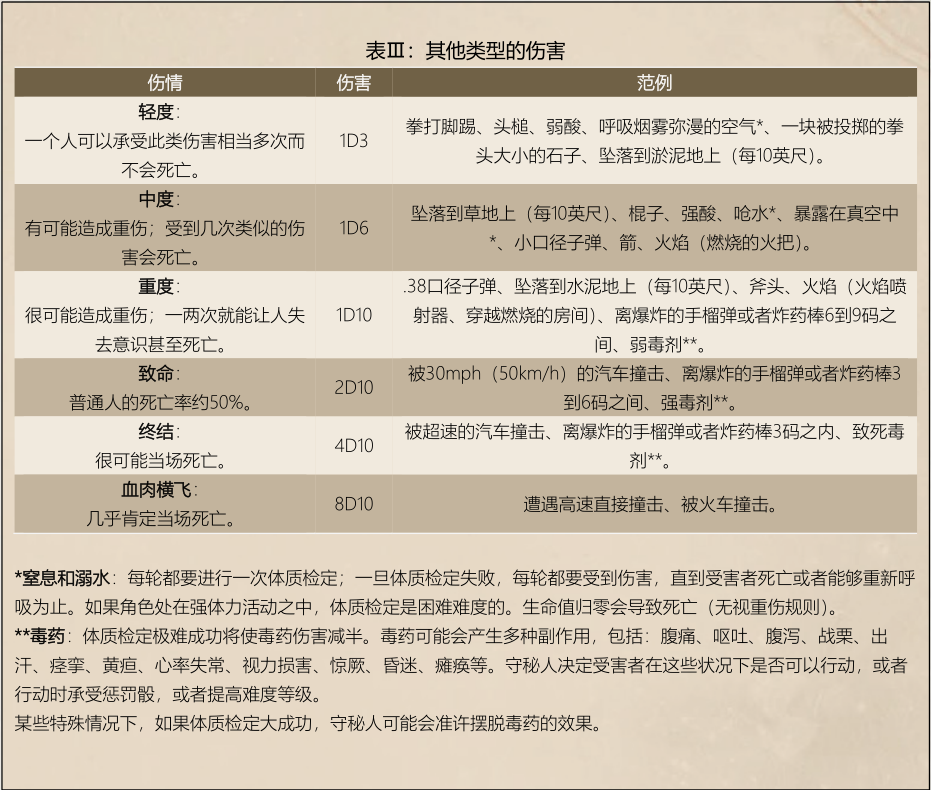 表Ⅲ：其他类型的伤害
伤情 伤害 范例
轻度：
一个人可以承受此类伤害相当多次而
不会死亡。
1D3
拳打脚踢、头槌、弱酸、呼吸烟雾弥漫的空气*、一块被投掷的拳
头大小的石子、坠落到淤泥地上（每10英尺）。
中度：
有可能造成重伤；受到几次类似的伤
害会死亡。
1D6
坠落到草地上（每10英尺）、棍子、强酸、呛水*、暴露在真空中
*、小口径子弹、箭、火焰（燃烧的火把）。
重度：
很可能造成重伤；一两次就能让人失
去意识甚至死亡。
1D10
.38口径子弹、坠落到水泥地上（每10英尺）、斧头、火焰（火焰喷
射器、穿越燃烧的房间）、离爆炸的手榴弹或者炸药棒6到9码之
间、弱毒剂**。
致命：
普通人的死亡率约50%。
2D10
被30mph（50km/h）的汽车撞击、离爆炸的手榴弹或者炸药棒3
到6码之间、强毒剂**。
终结：
很可能当场死亡。
4D10
被超速的汽车撞击、离爆炸的手榴弹或者炸药棒3码之内、致死毒
剂**。
血肉横飞：
几乎肯定当场死亡。
8D10
遭遇高速直接撞击、被火车撞击。
*窒息和溺水：每轮都要进行一次体质检定；一旦体质检定失败，每轮都要受到伤害，直到受害者死亡或者能够重新呼
吸为止。如果角色处在强体力活动之中，体质检定是困难难度的。生命值归零会导致死亡（无视重伤规则）。
**毒药：体质检定极难成功将使毒药伤害减半。毒药可能会产生多种副作用，包括：腹痛、呕吐、腹泻、战栗、出
汗、痉挛、黄疸、心率失常、视力损害、惊厥、昏迷、瘫痪等。守秘人决定受害者在这些状况下是否可以行动，或者
行动时承受惩罚骰，或者提高难度等级。
某些特殊情况下，如果体质检定大成功，守秘人可能会准许摆脱毒药的效果。